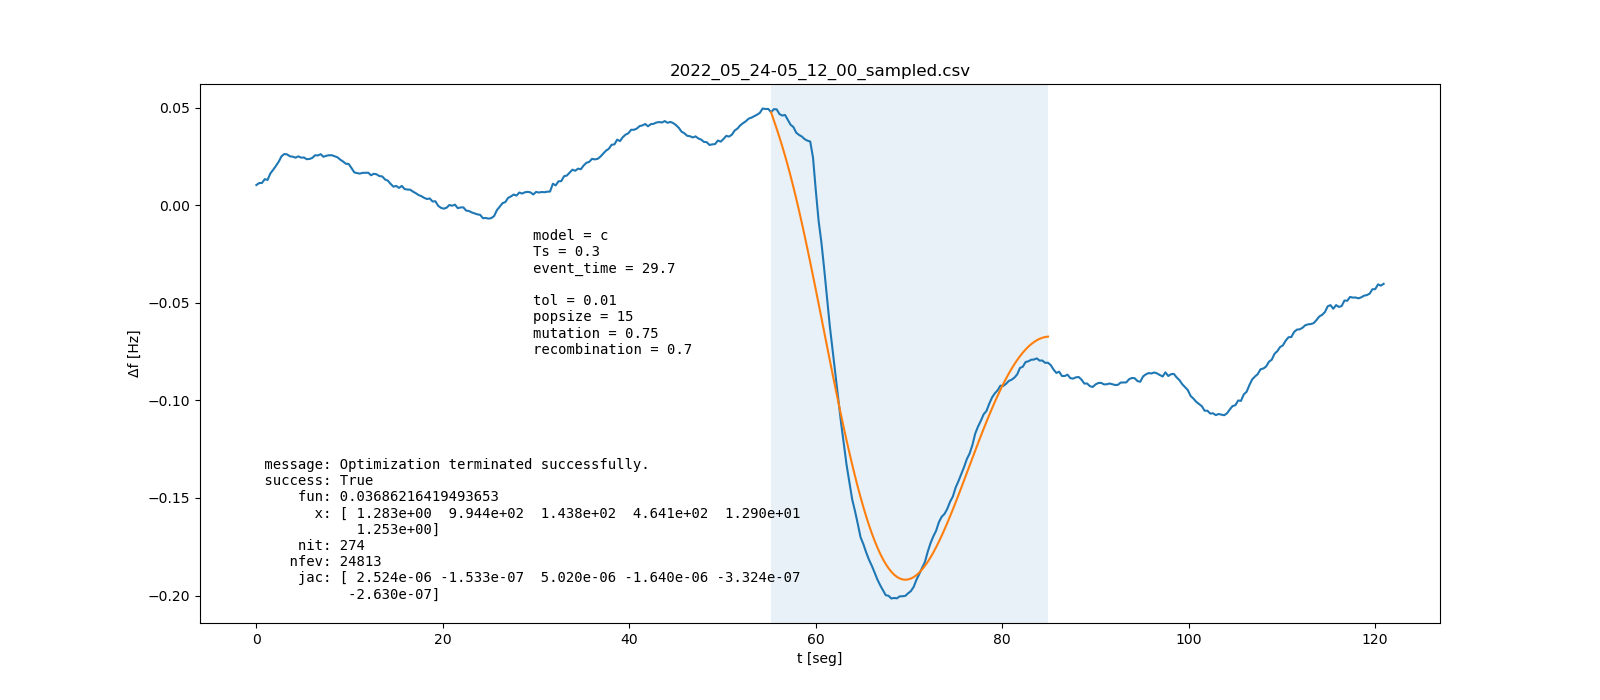 2022_05_24-05_12_00_sampled.csv
0.05
0.00
−0.05
−0.10
−0.15
−0.20
Δf [Hz]
model = c
Ts = 0.3
event_time = 29.7
tol = 0.01
popsize = 15
mutation = 0.75
recombination = 0.7
message: Optimization terminated successfully.
success: True
fun: 0.03686216419493653
x: [ 1.283e+00  9.944e+02  1.438e+02  4.641e+02  1.290e+01
1.253e+00]
nit: 274
nfev: 24813
jac: [ 2.524e-06 -1.533e-07  5.020e-06 -1.640e-06 -3.324e-07
-2.630e-07]
0 20 40 60 80 100 120
t [seg]